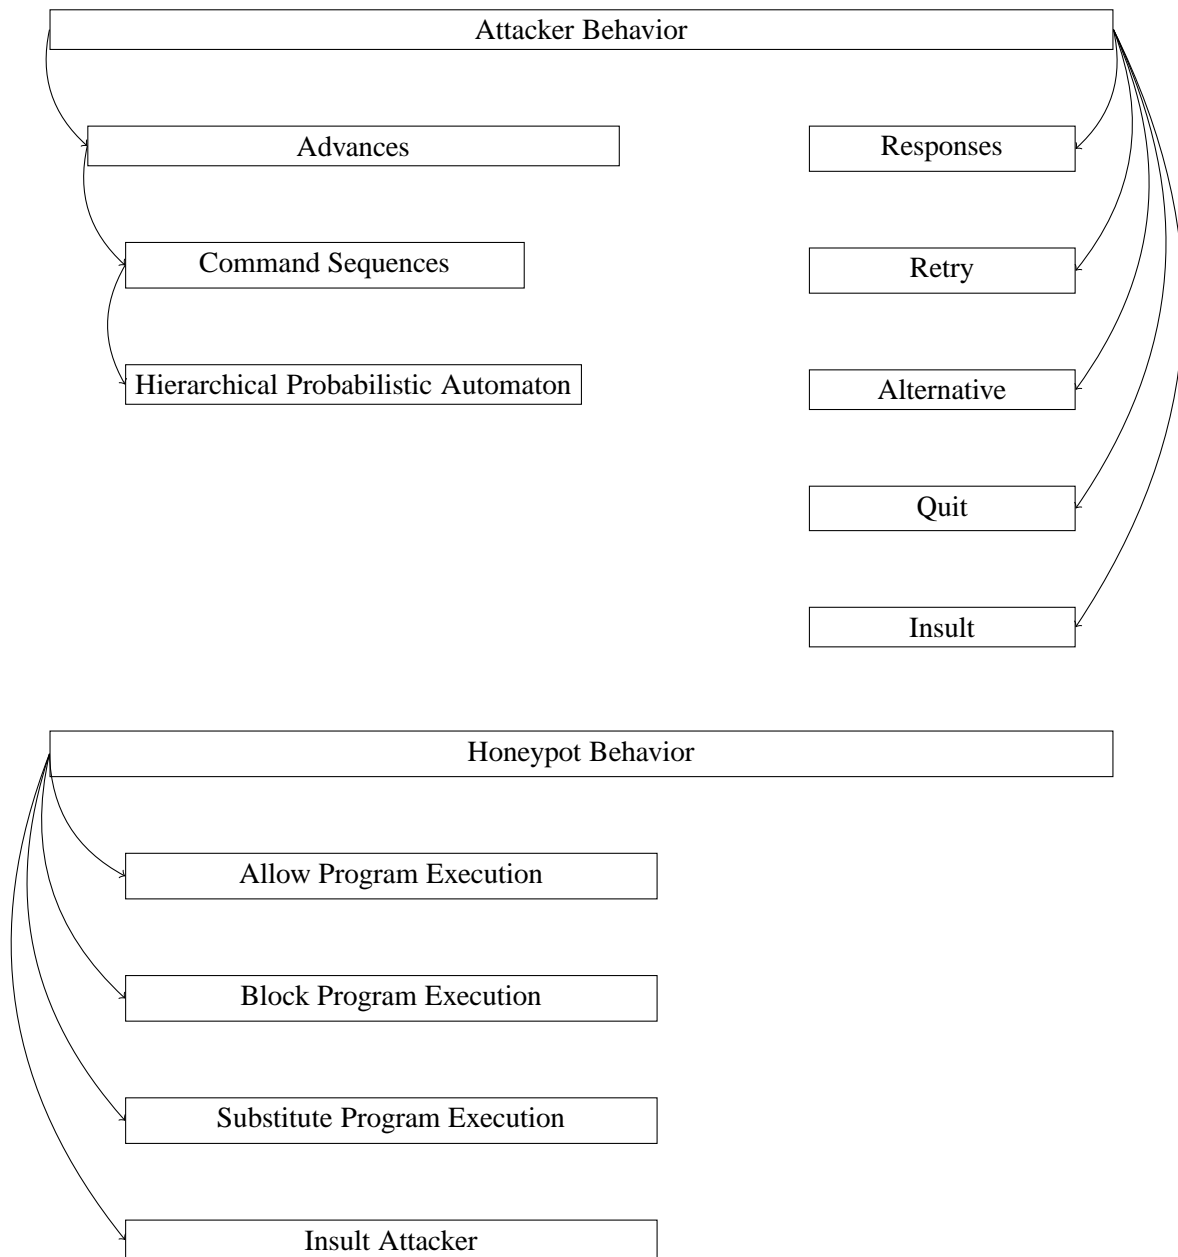 Attacker Behavior
Advances
Responses
Command Sequences
Retry
Hierarchical Probabilistic Automaton
Alternative
Quit
Insult
Honeypot Behavior
Allow Program Execution
Block Program Execution
Substitute Program Execution
Insult Attacker